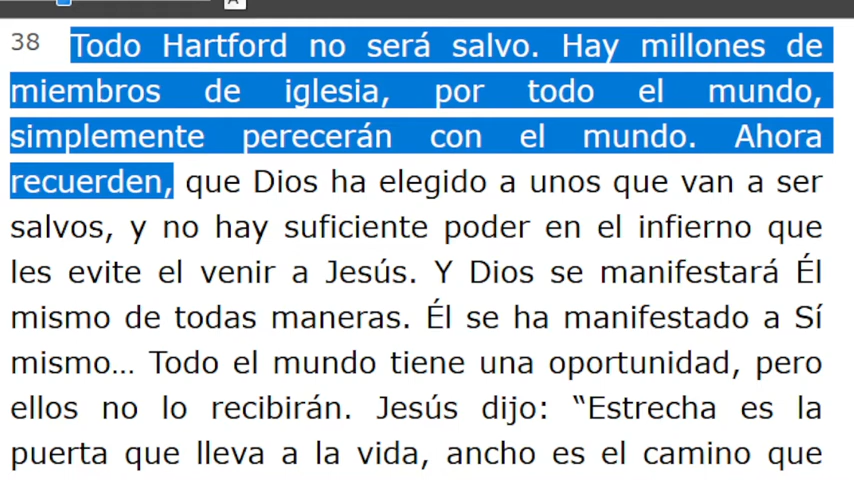 38 Todo Hartford no será salvo. Hay millones de
miembros de iglesia, por todo el mundo,
simplemente perecerán con el mundo. Ahora
recuerden, que Dios ha elegido a unos que van a ser
salvos, y no hay suficiente poder en el infierno que
les evite el venir a Jesús. Y Dios se manifestará Él
mismo de todas maneras. Él se ha manifestado a Sí
mismo… Todo el mundo tiene una oportunidad, pero
ellos no lo recibirán. Jesús dijo: “Estrecha es la
puerta que lleva a la vida, ancho es el camino que